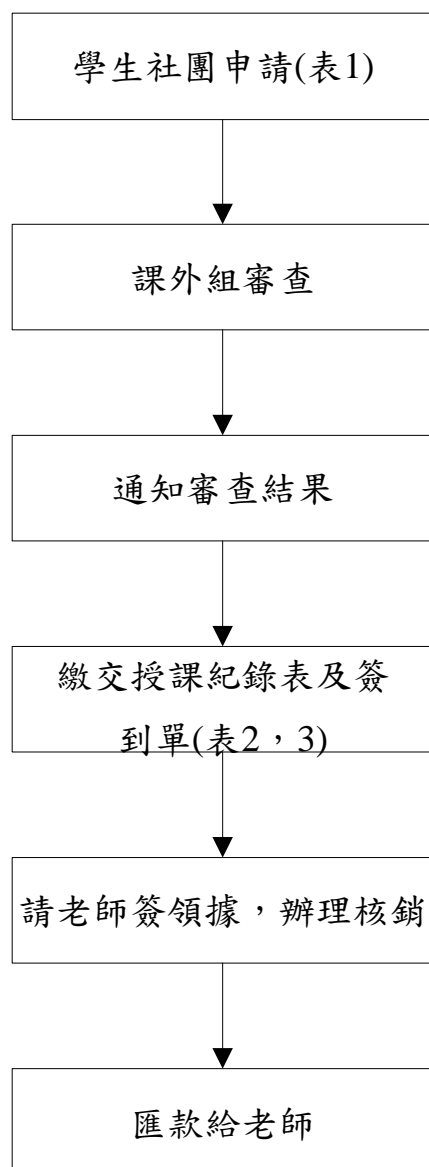 學生社團申請(表1)
課外組審查
通知審查結果
繳交授課紀錄表及簽
到單(表2，3)
請老師簽領據，辦理核銷
匯款給老師